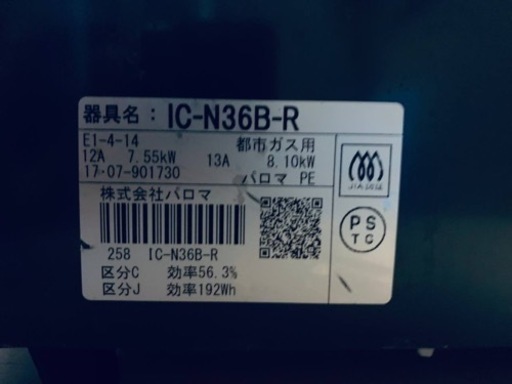 器具名: IC-N36B-R
E1-4-14 都市ガス用
12A 7.55kW 13A 8.10kW
17・07-901730 パロマ PE
株式会社パロマ
258 IC-N36B-R
区分C 効率56.3%
区分J 効率192Wh
PS
TC